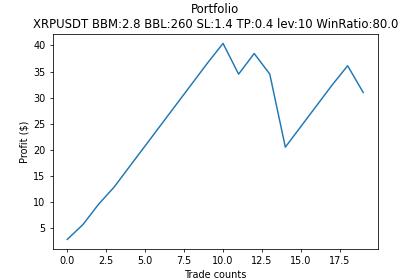 Portfolio
XRPUSDT BBM:2.8 BBL:260 SL:1.4 TP:0.4 lev:10 WinRatio:80.0
40
35
30
25
20
15
10
5
Profit ($)
0.0 2.5 5.0 7.5 10.0 12.5 15.0 17.5
Trade counts